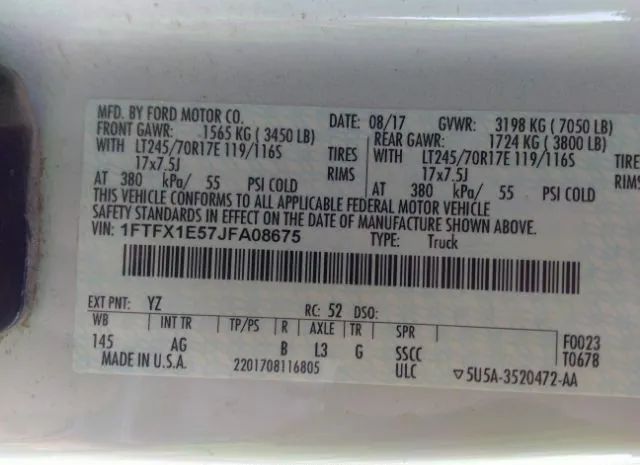 MFD. BY FORD MOTOR CO. DATE: 08/17 GVWR: 3198 KG ( 7050 LB)
FRONT GAWR: 1565 KG ( 3450 LB) REAR GAWR: 1724 KG ( 3800 LB)
WITH LT245/70R17E 119/116S TIRES WITH LT245/70R17E 119/116S TIRE
17x7.5J RIMS 17x7.5J RIMS
AT 380 kPa/ 55 PSI COLD AT 380 kPa/ 55 PSI COLD
THIS VEHICLE CONFORMS TO ALL APPLICABLE FEDERAL MOTOR VEHICLE
SAFETY STANDARDS IN EFFECT ON THE DATE OF MANUFACTURE SHOWN ABOVE.
VIN: 1FTFX1E57JFA08675 TYPE: Truck
EXT PNT: YZ RC: 52 DSO:
WB INT TR TP/PS R AXLE TR SPR F0023
145 AG B L3 G SSCC T0678
MADE IN U.S.A. 2201708116805 ULC ▽5U5A-3520472-AA